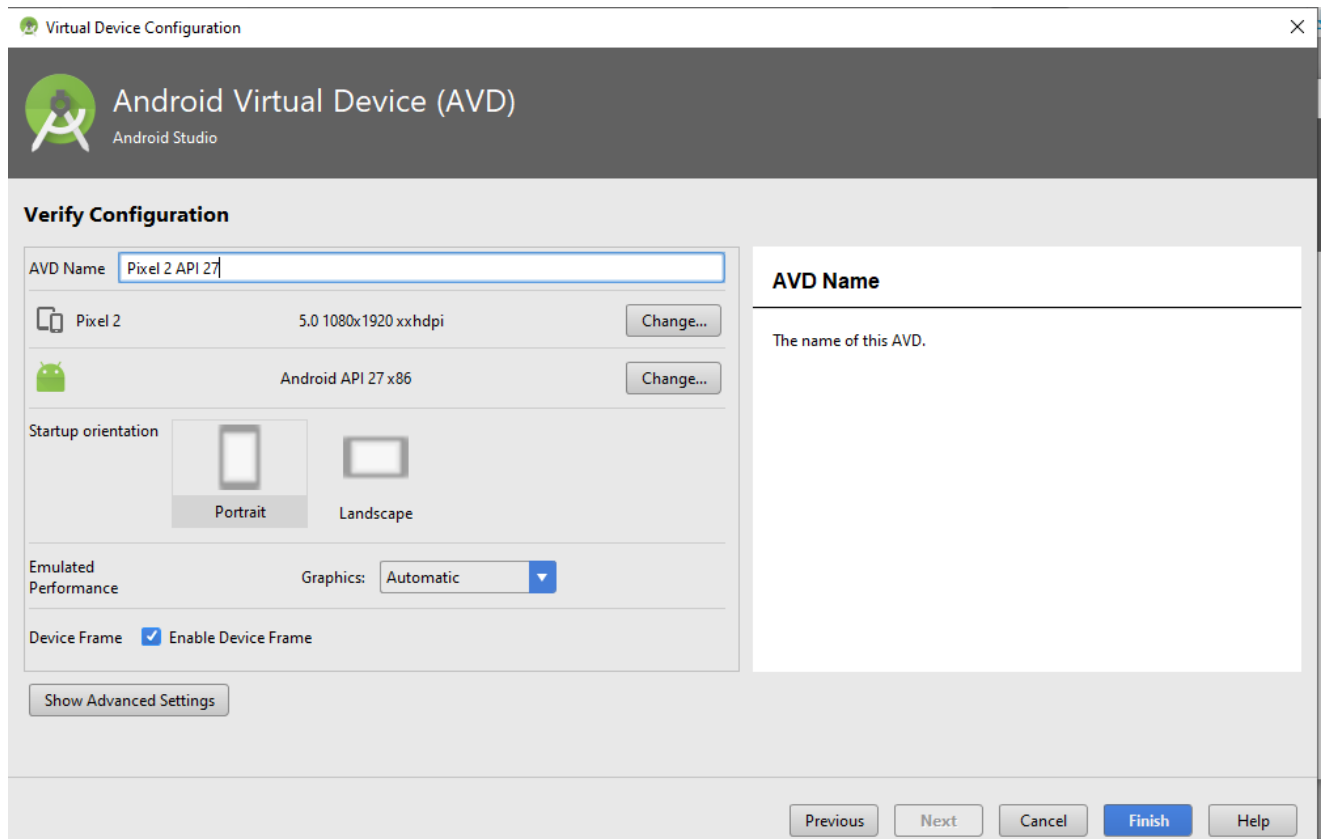 Virtual Device Configuration
Android Virtual Device (AVD)
Android Studio
Verify Configuration
AVD Name Pixel 2 API 27
Pixel 2 5.0 1080x1920 xxhdpi Change...
Android API 27 x86 Change...
Startup orientation
Portrait Landscape
Emulated
Performance
Graphics: Automatic
Device Frame Enable Device Frame
Show Advanced Settings
AVD Name
The name of this AVD.
Previous Next Cancel Finish Help